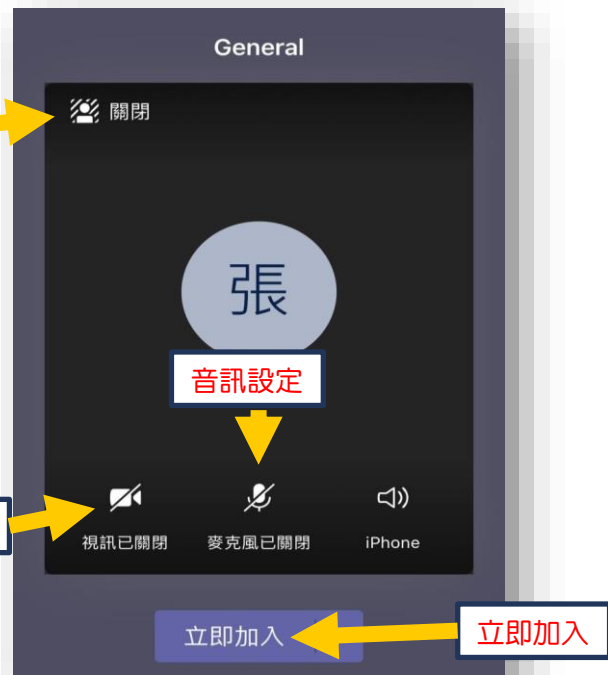 General
關閉
張
音訊設定
視訊已關閉
麥克風已關閉
iPhone
立即加入
立即加入